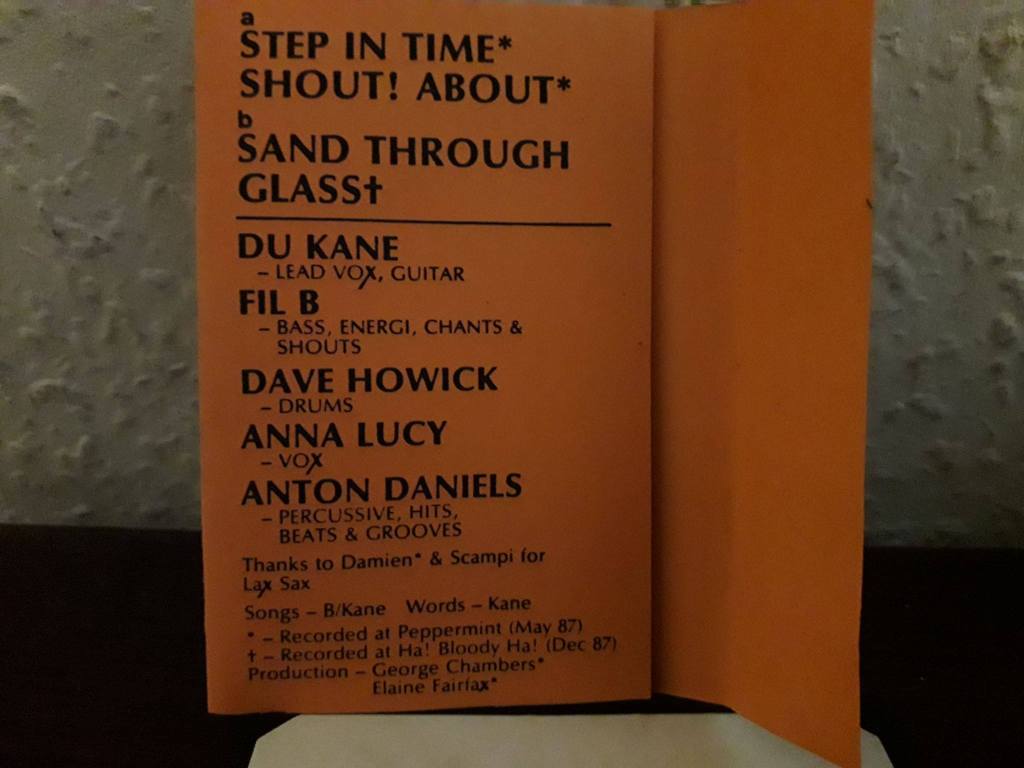 a
STEP IN TIME*
SHOUT! ABOUT*
b
SAND THROUGH
GLASS†
DU KANE
– LEAD VOX, GUITAR
FIL B
– BASS, ENERGI, CHANTS &
SHOUTS
DAVE HOWICK
– DRUMS
ANNA LUCY
– VOX
ANTON DANIELS
– PERCUSSIVE, HITS,
BEATS & GROOVES
Thanks to Damien* & Scampi for
Lax Sax
Songs – B/Kane Words – Kane
* – Recorded at Peppermint (May 87)
† – Recorded at Ha! Bloody Ha! (Dec 87)
Production – George Chambers*
Elaine Fairfax*